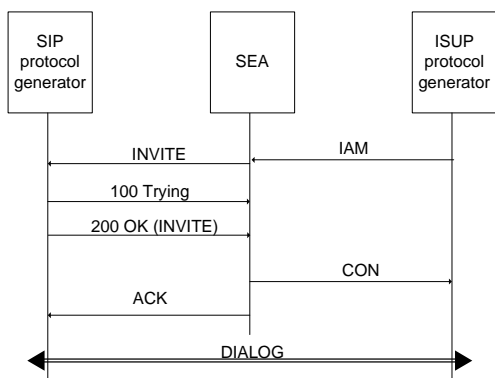 SIP
protocol
generator
SEA
ISUP
protocol
generator
INVITE
IAM
100 Trying
200 OK (INVITE)
CON
ACK
DIALOG